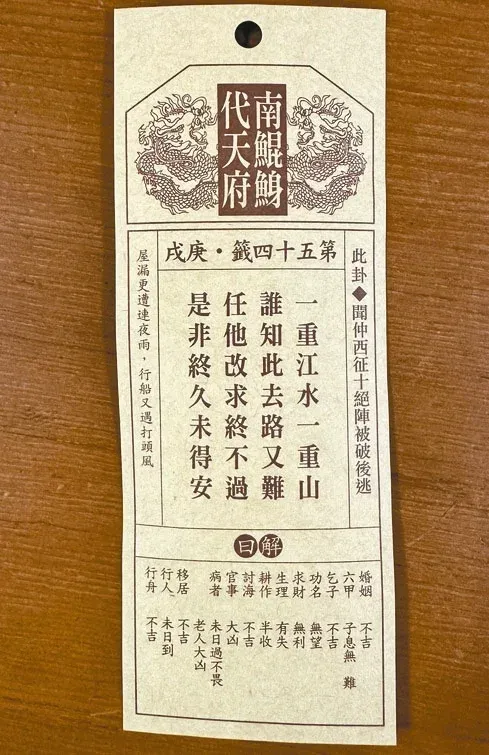 南鯤鯓
代天府
第五十四籤・庚戌
此卦◆聞仲西征十絕陣被破後逃
一重江水一重山
誰知此去路又難
任他改求終不過
是非終久未得安
屋漏更遭連夜雨，行船又遇打頭風
解曰
婚姻 不吉
六甲 子息無 難
乞子 不吉
功名 無望
求財 無利
生理 有失
耕作 半收
討海 不吉
官事 大凶
病者 未日過不畏
老人大凶
移居 不吉
行人 未日到
行舟 不吉